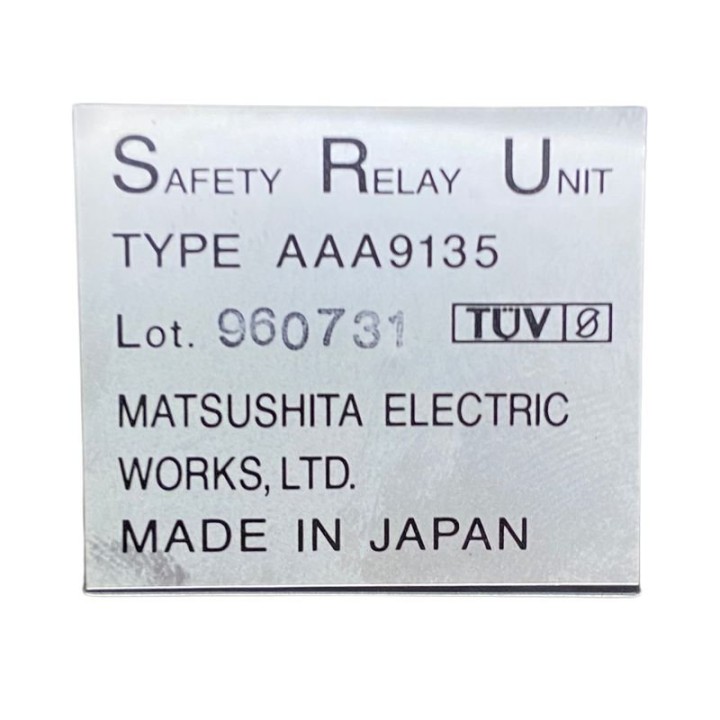 SAFETY RELAY UNIT
TYPE AAA9135
Lot. 960731 TÜV
MATSUSHITA ELECTRIC
WORKS, LTD.
MADE IN JAPAN